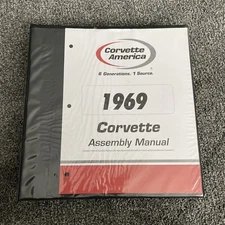 Corvette
America
6 Generations. 1 Source.
1969
Corvette
Assembly Manual